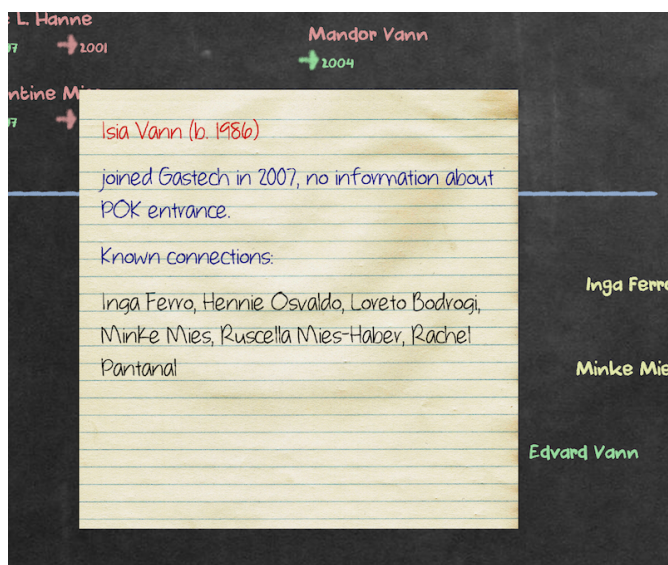 L. Hanne
2001
Mandor Vann
2004
ntine Mi
Isia Vann (b. 1986)
joined Gastech in 2007, no information about
POK entrance.
Known connections:
Inga Ferro, Hennie Osvaldo, Loreto Bodrogi,
Minke Mies, Ruscella Mies-Haber, Rachel
Pantanal
Inga Ferro
Minke Mie
Edvard Vann